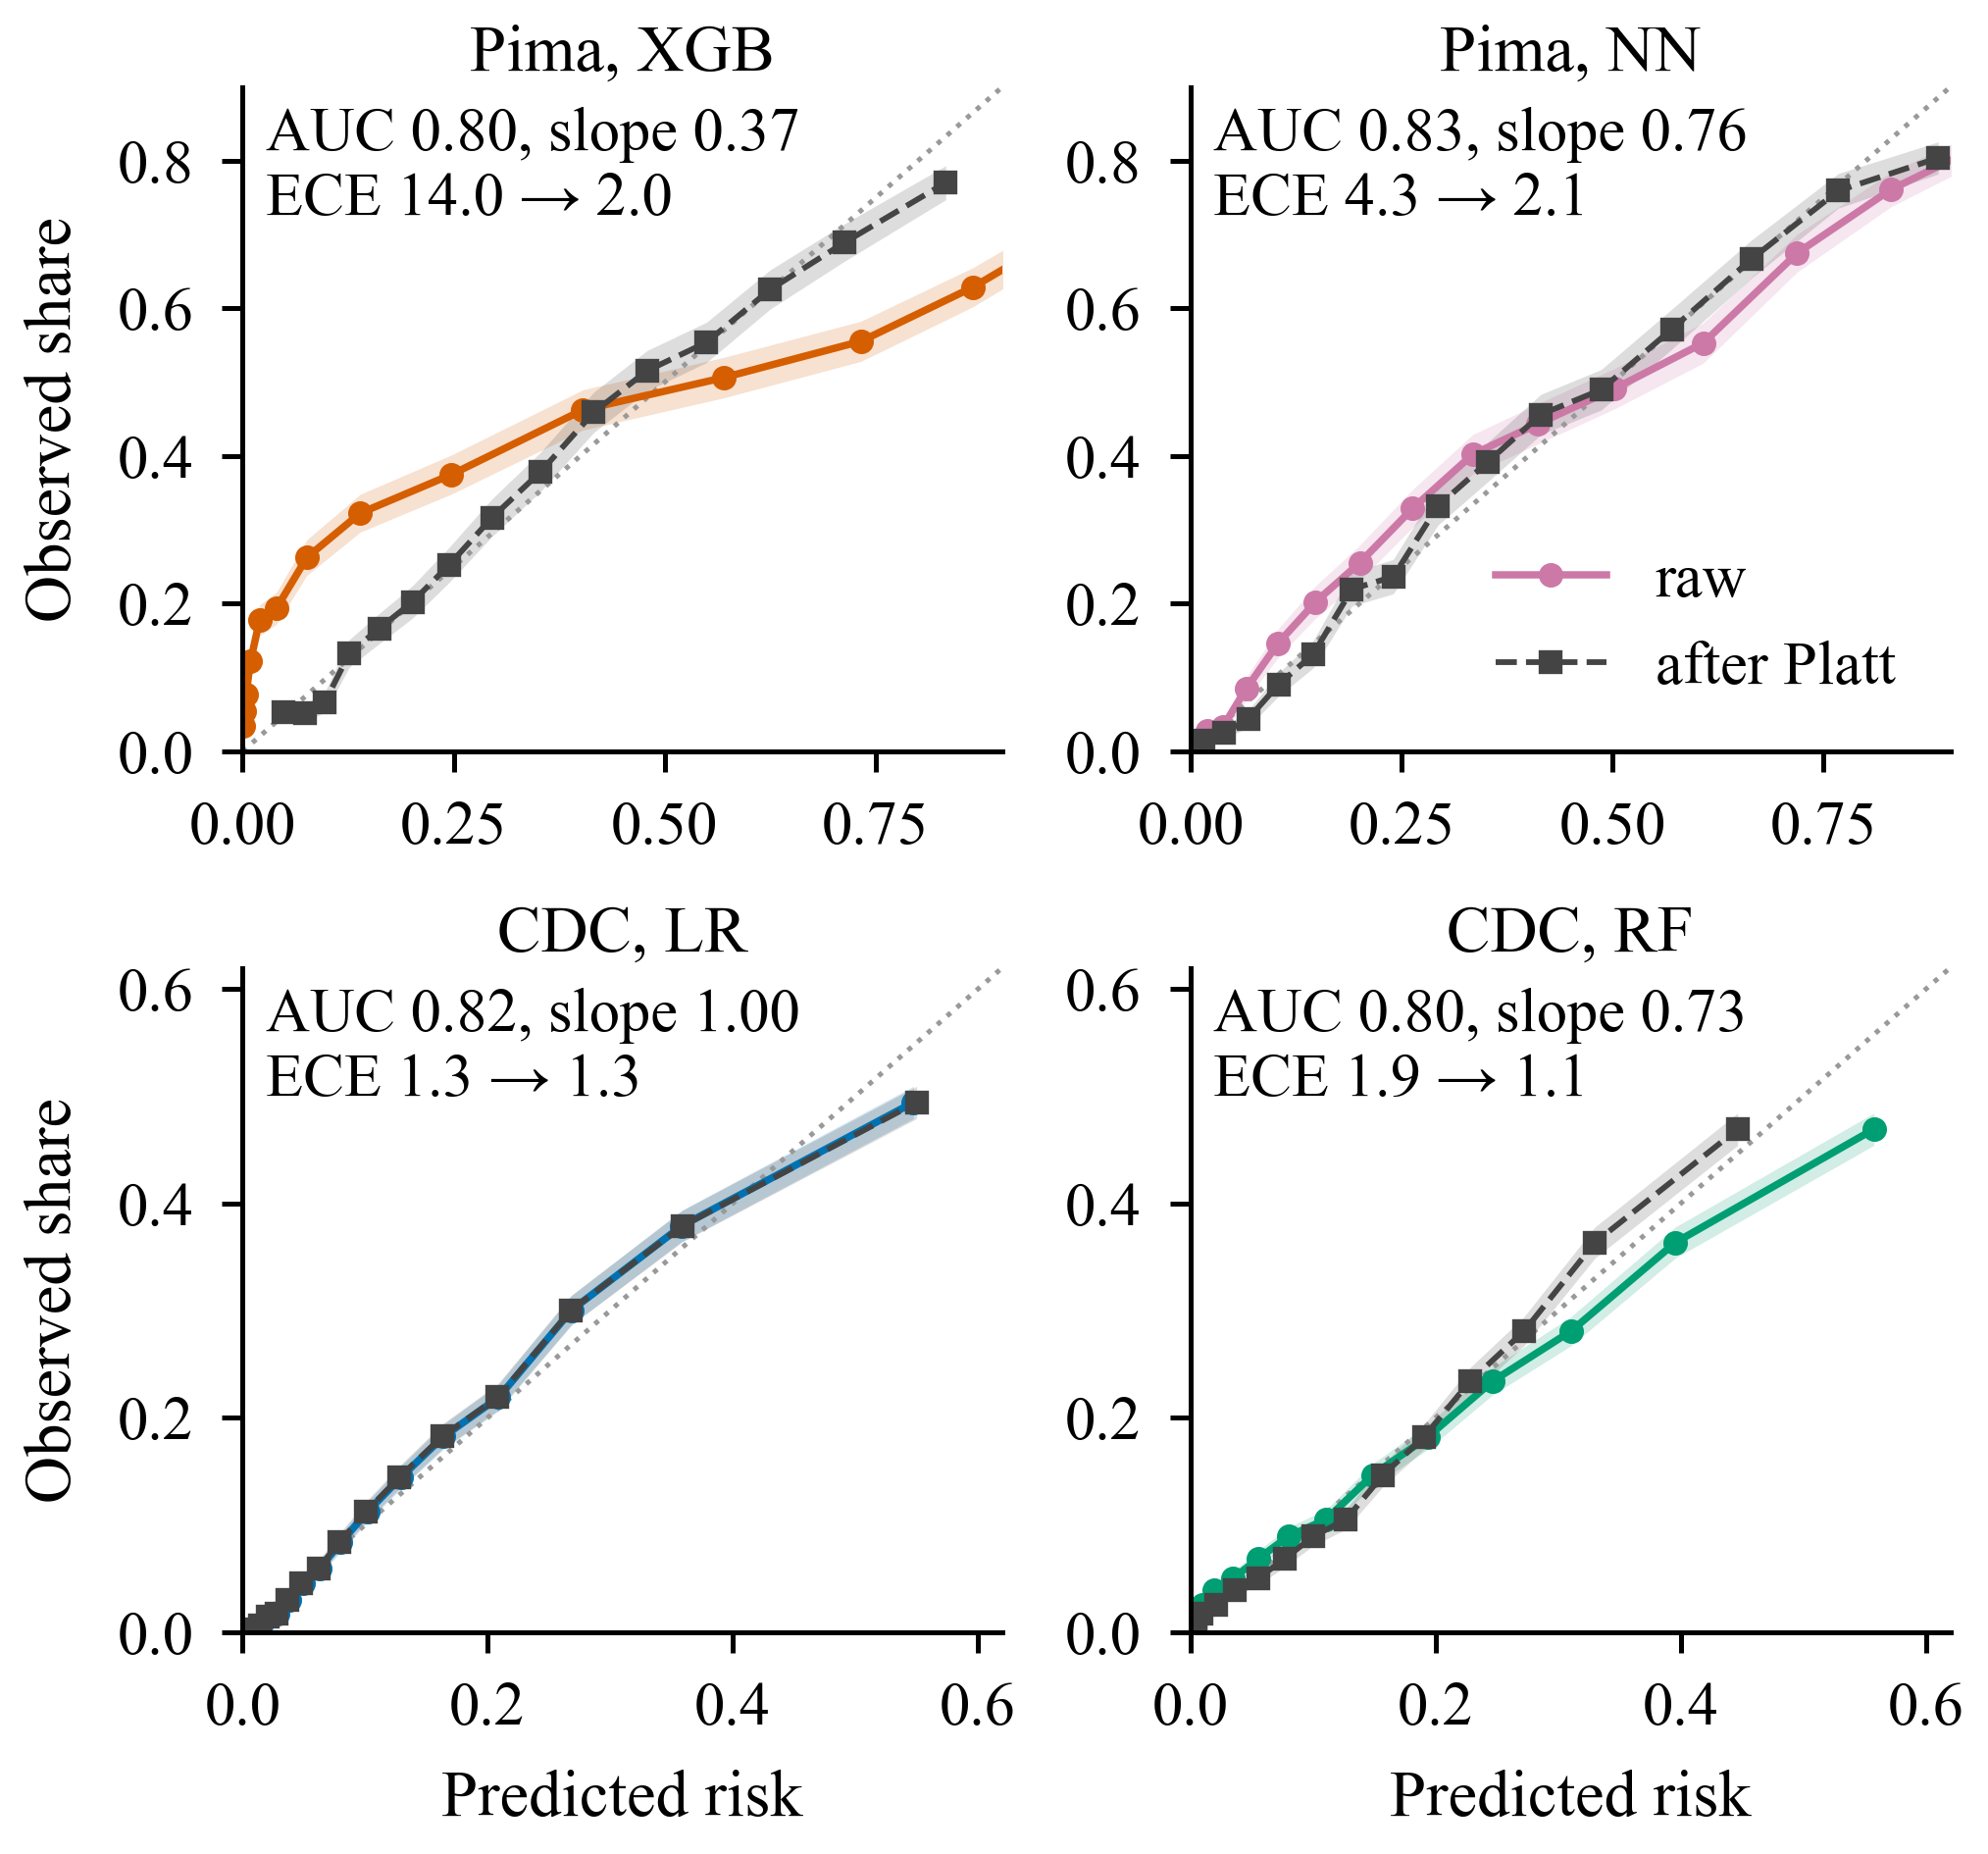 Pima, XGB
AUC 0.80, slope 0.37
ECE 14.0 → 2.0
Observed share
0.8
0.6
0.4
0.2
0.0
0.00 0.25 0.50 0.75
Pima, NN
AUC 0.83, slope 0.76
ECE 4.3 → 2.1
0.8
0.6
0.4
0.2
0.0
raw
after Platt
0.00 0.25 0.50 0.75
CDC, LR
AUC 0.82, slope 1.00
ECE 1.3 → 1.3
Observed share
0.6
0.4
0.2
0.0
0.0 0.2 0.4 0.6
Predicted risk
CDC, RF
AUC 0.80, slope 0.73
ECE 1.9 → 1.1
0.6
0.4
0.2
0.0
0.0 0.2 0.4 0.6
Predicted risk